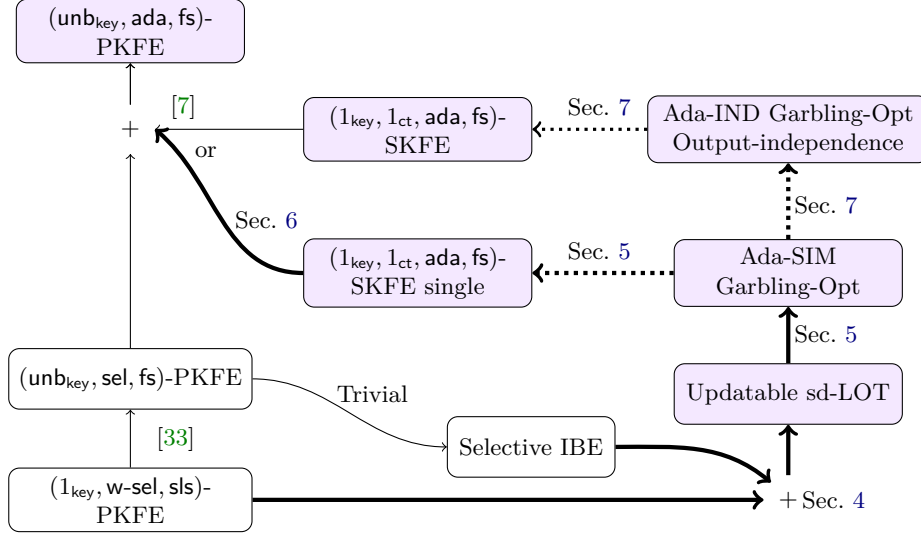 (unb_key, ada, fs)-
PKFE
[7]
+
or
(1_key, 1_ct, ada, fs)-
SKFE
Sec. 7
Ada-IND Garbling-Opt
Output-independence
Sec. 7
Sec. 6
(1_key, 1_ct, ada, fs)-
SKFE single
Sec. 5
Ada-SIM
Garbling-Opt
Sec. 5
(unb_key, sel, fs)-PKFE
Trivial
Updatable sd-LOT
[33]
Selective IBE
(1_key, w-sel, sls)-
PKFE
+ Sec. 4